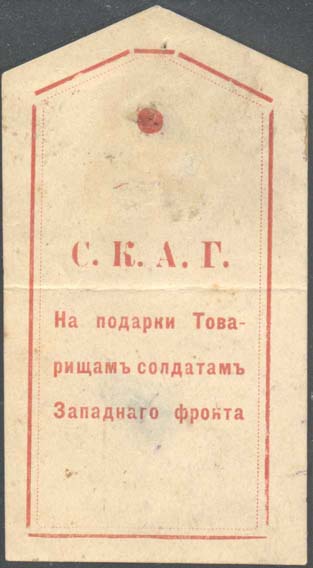 С. К. А. Г.
На подарки Това-
рищамъ солдатамъ
Западнаго фронта